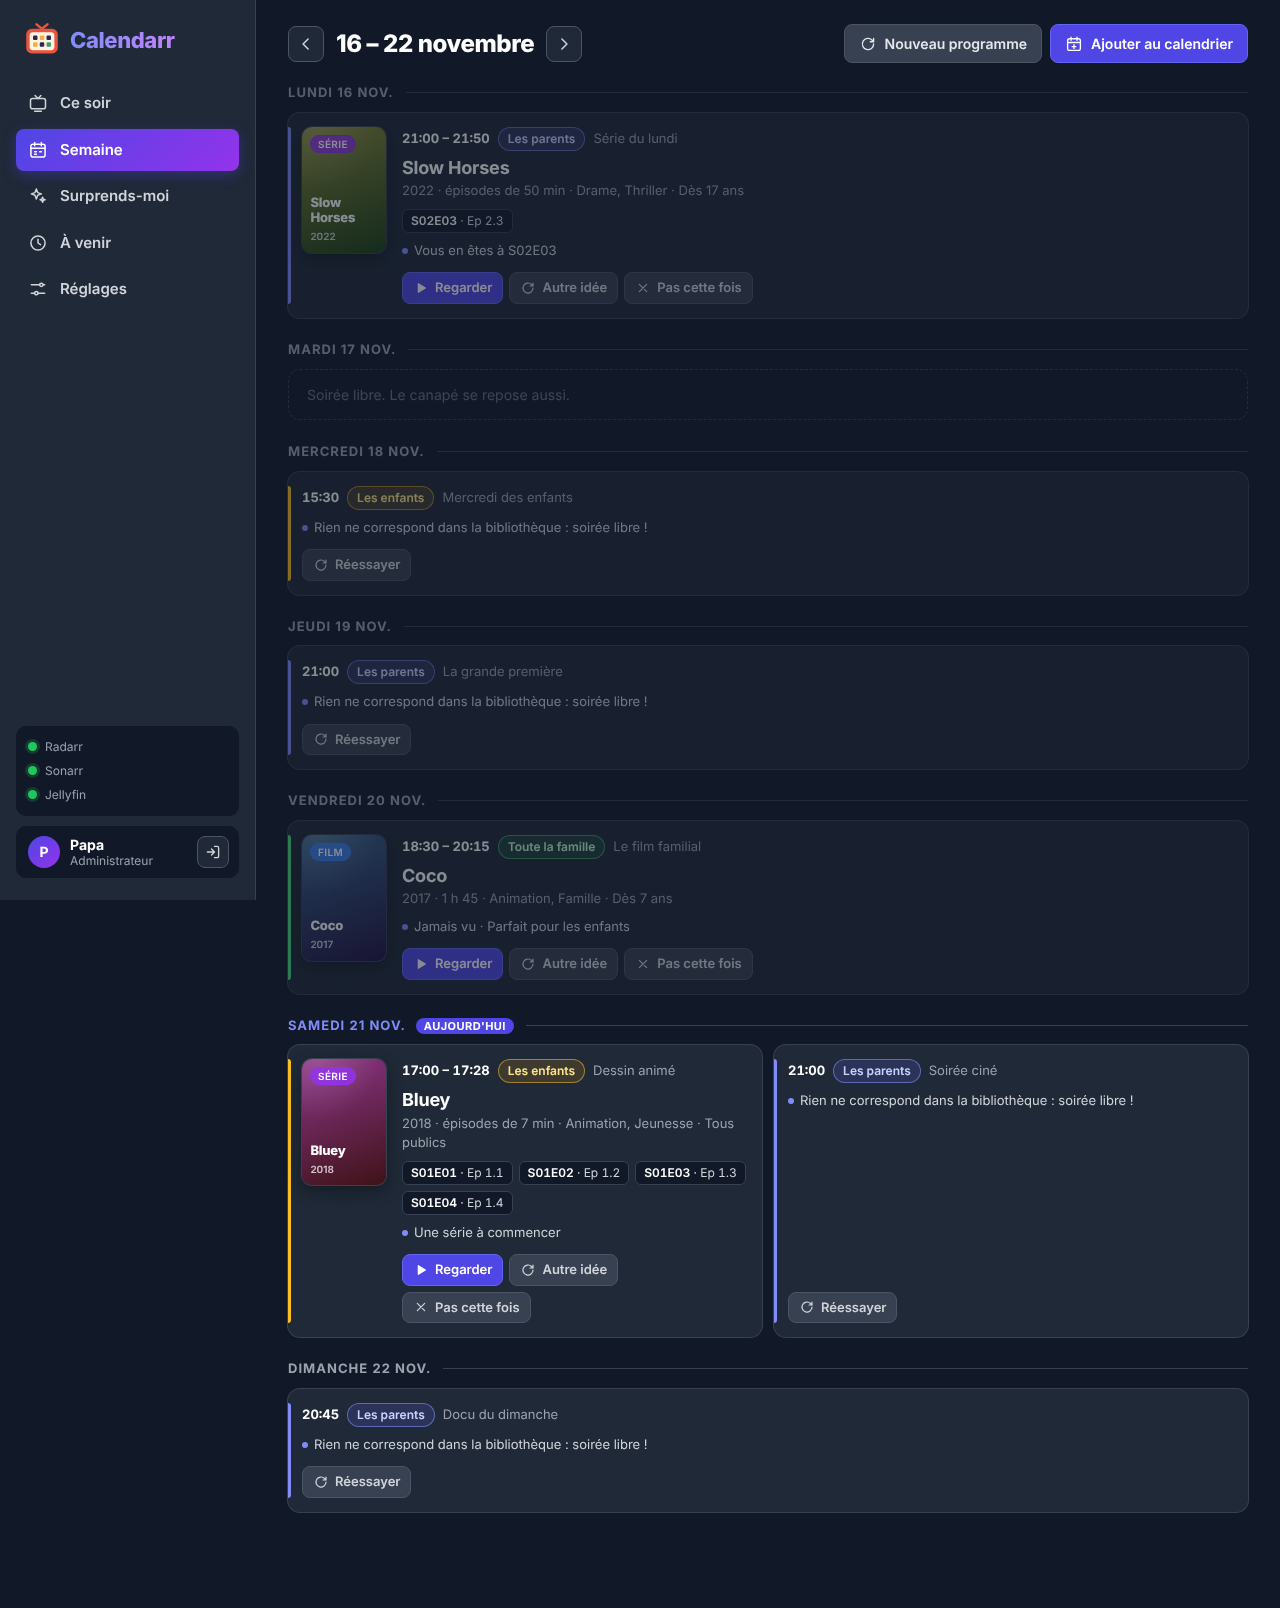 Calendarr
Ce soir
Semaine
Surprends-moi
À venir
Réglages
Radarr
Sonarr
Jellyfin
P
Papa
Administrateur
16 – 22 novembre
Nouveau programme
Ajouter au calendrier
LUNDI 16 NOV.
SÉRIE
Slow
Horses
2022
21:00 – 21:50 Les parents Série du lundi
Slow Horses
2022 · épisodes de 50 min · Drame, Thriller · Dès 17 ans
S02E03 · Ep 2.3
Vous en êtes à S02E03
Regarder Autre idée Pas cette fois
MARDI 17 NOV.
Soirée libre. Le canapé se repose aussi.
MERCREDI 18 NOV.
15:30 Les enfants Mercredi des enfants
Rien ne correspond dans la bibliothèque : soirée libre !
Réessayer
JEUDI 19 NOV.
21:00 Les parents La grande première
Rien ne correspond dans la bibliothèque : soirée libre !
Réessayer
VENDREDI 20 NOV.
FILM
Coco
2017
18:30 – 20:15 Toute la famille Le film familial
Coco
2017 · 1 h 45 · Animation, Famille · Dès 7 ans
Jamais vu · Parfait pour les enfants
Regarder Autre idée Pas cette fois
SAMEDI 21 NOV. AUJOURD'HUI
SÉRIE
Bluey
2018
17:00 – 17:28 Les enfants Dessin animé
Bluey
2018 · épisodes de 7 min · Animation, Jeunesse · Tous
publics
S01E01 · Ep 1.1 S01E02 · Ep 1.2 S01E03 · Ep 1.3
S01E04 · Ep 1.4
Une série à commencer
Regarder Autre idée
Pas cette fois
21:00 Les parents Soirée ciné
Rien ne correspond dans la bibliothèque : soirée libre !
Réessayer
DIMANCHE 22 NOV.
20:45 Les parents Docu du dimanche
Rien ne correspond dans la bibliothèque : soirée libre !
Réessayer